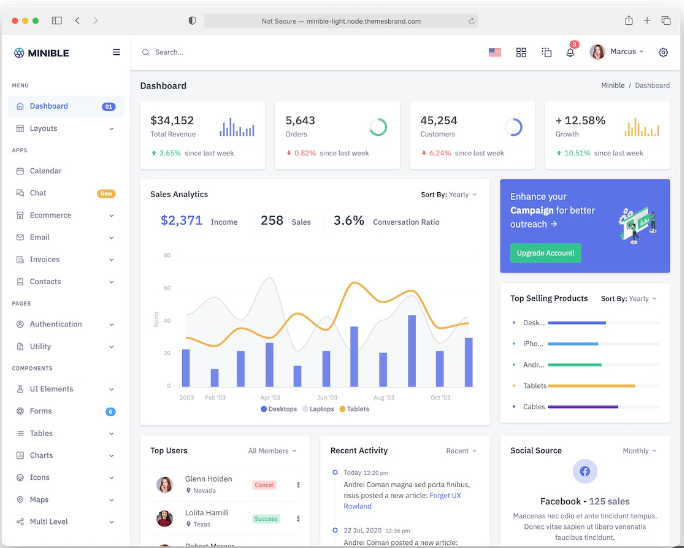 Not Secure — minible-light.node.themesbrand.com
MINIBLE
Search...
3
Marcus
MENU
Dashboard 01
Layouts
APPS
Calendar
Chat New
Ecommerce
Email
Invoices
Contacts
PAGES
Authentication
Utility
COMPONENTS
UI Elements
Forms 6
Tables
Charts
Icons
Maps
Multi Level
Dashboard
Minible / Dashboard
$34,152
Total Revenue
2.65% since last week
5,643
Orders
0.82% since last week
45,254
Customers
6.24% since last week
+ 12.58%
Growth
10.51% since last week
Sales Analytics
Sort By: Yearly
$2,371 Income
258 Sales
3.6% Conversation Ratio
Points
80
60
40
20
0
2003 Feb '03 Apr '03 Jun '03 Aug '03 Oct '03
Desktops Laptops Tablets
Enhance your
Campaign for better
outreach →
Upgrade Account!
Top Selling Products
Sort By: Yearly
Desk...
iPho...
Andr...
Tablets
Cables
Top Users
All Members
Glenn Holden
Nevada
Cancel
Lolita Hamill
Texas
Success
Recent Activity
Recent
Today 12:20 pm
Andrei Coman magna sed porta finibus,
risus posted a new article: Forget UX
Rowland
22 Jul, 2020 12:36 pm
Andrei Coman posted a new article:
Social Source
Monthly
Facebook - 125 sales
Maecenas nec odio et ante tincidunt tempus.
Donec vitae sapien ut libero venenatis
faucibus tincidunt.